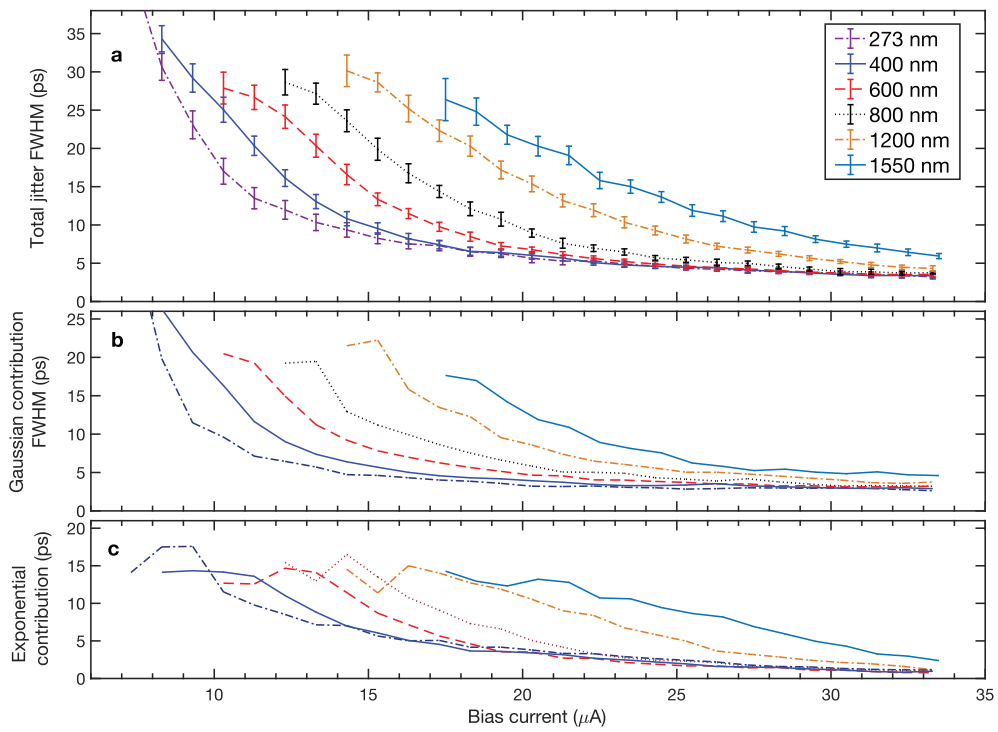 a
Total jitter FWHM (ps)
35
30
25
20
15
10
5
0
273 nm
400 nm
600 nm
800 nm
1200 nm
1550 nm
b
Gaussian contribution
FWHM (ps)
25
20
15
10
5
0
c
Exponential
contribution (ps)
20
15
10
5
0
10
15
20
25
30
35
Bias current (μA)